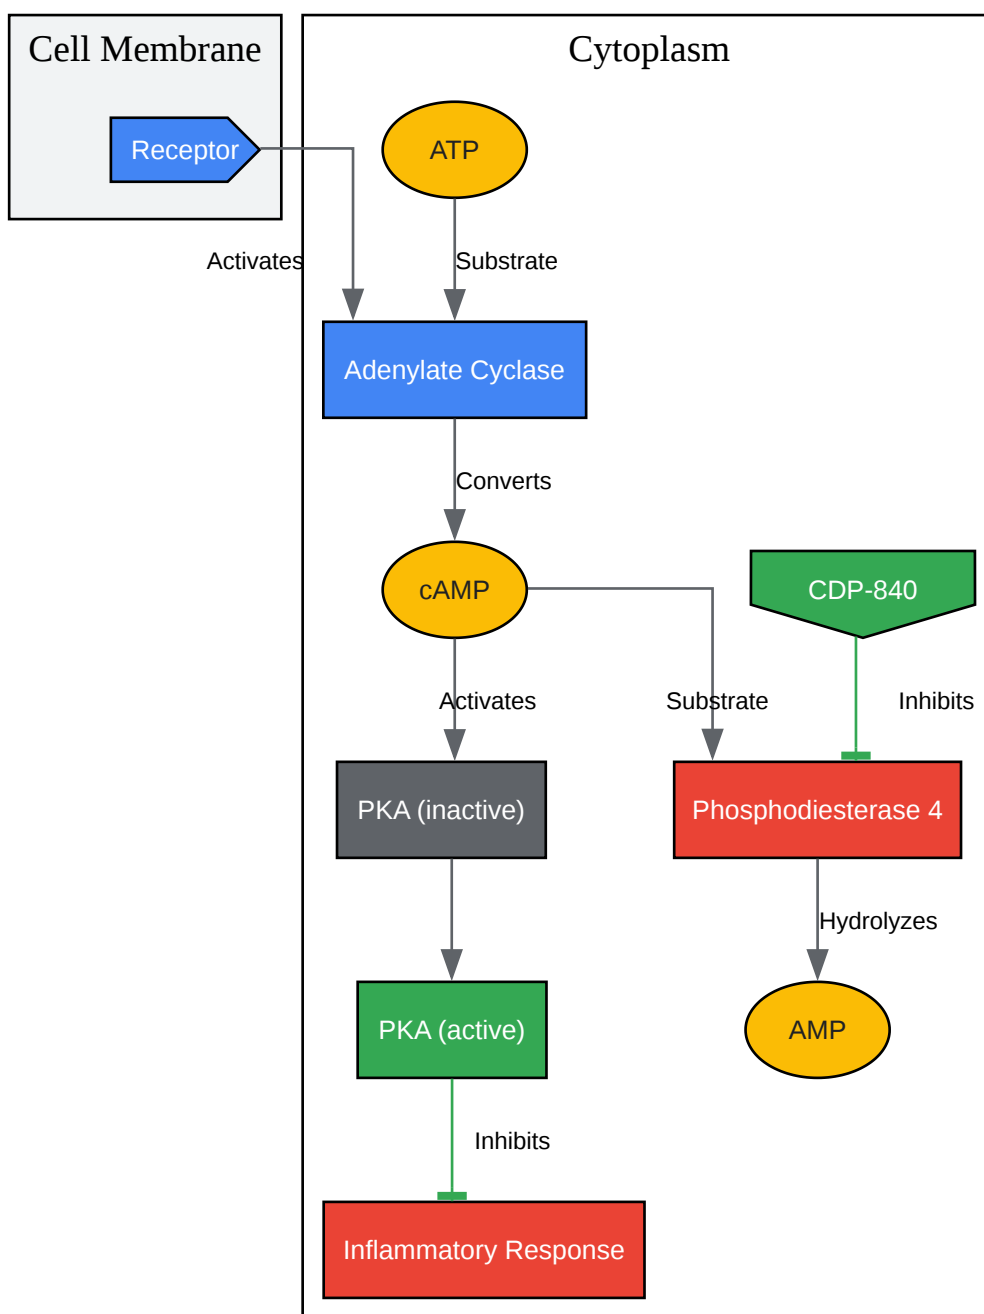 Cell Membrane
Cytoplasm
Receptor
ATP
Activates
Substrate
Adenylate Cyclase
Converts
cAMP
CDP-840
Activates
Substrate
Inhibits
PKA (inactive)
Phosphodiesterase 4
Hydrolyzes
PKA (active)
AMP
Inhibits
Inflammatory Response